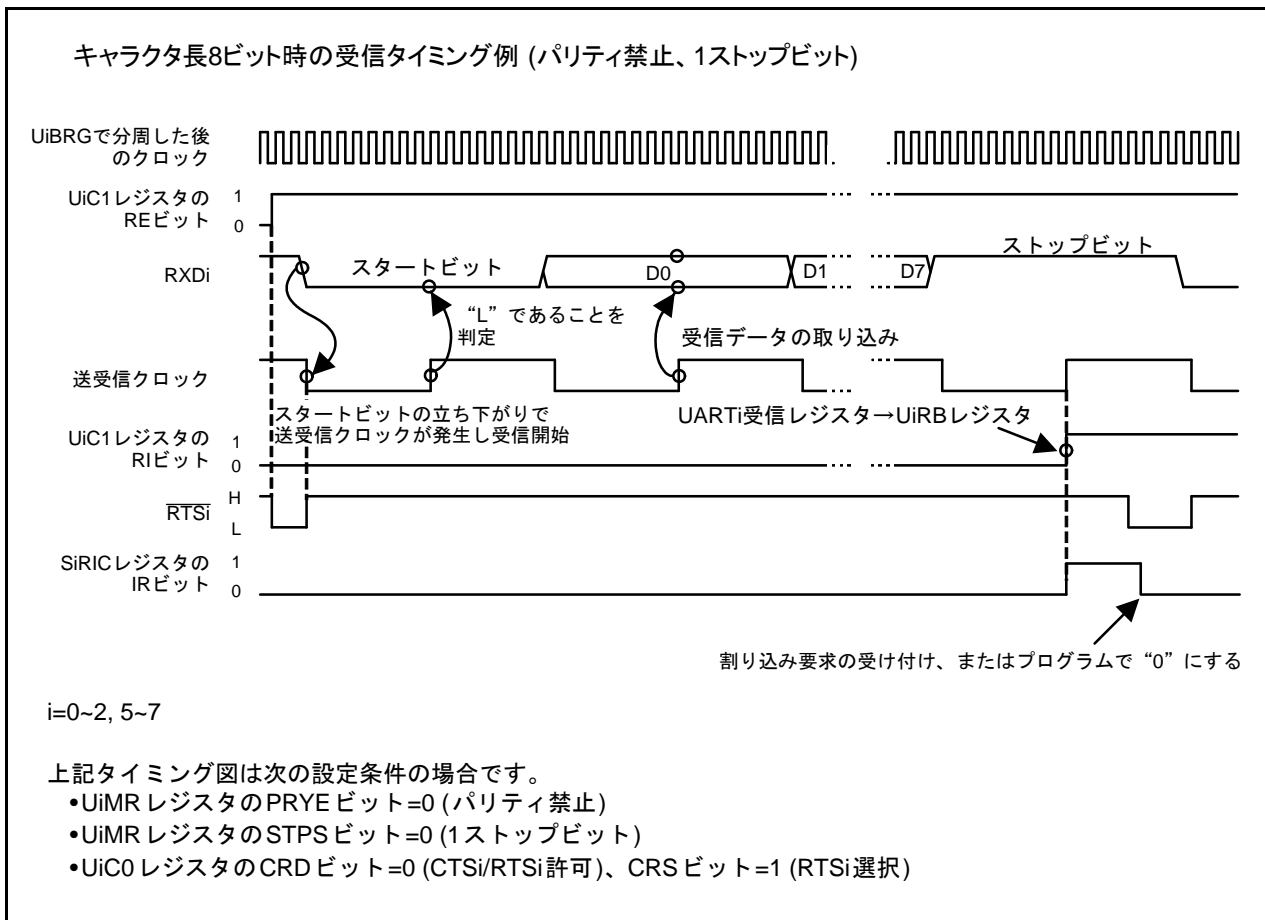 キャラクタ長8ビット時の受信タイミング例 (パリティ禁止、1ストップビット)
UiBRGで分周した後
のクロック
UiC1レジスタの
REビット
1
0
RXDi
スタートビット
D0
D1
D7
ストップビット
“L”であることを
判定
受信データの取り込み
送受信クロック
スタートビットの立ち下がりで
送受信クロックが発生し受信開始
UARTi受信レジスタ→UiRBレジスタ
UiC1レジスタの
RIビット
1
0
RTSi
H
L
SiRICレジスタの
IRビット
1
0
割り込み要求の受け付け、またはプログラムで“0”にする
i=0~2, 5~7
上記タイミング図は次の設定条件の場合です。
•UiMRレジスタのPRYEビット=0 (パリティ禁止)
•UiMRレジスタのSTPSビット=0 (1ストップビット)
•UiC0レジスタのCRDビット=0 (CTSi/RTSi許可)、CRSビット=1 (RTSi選択)